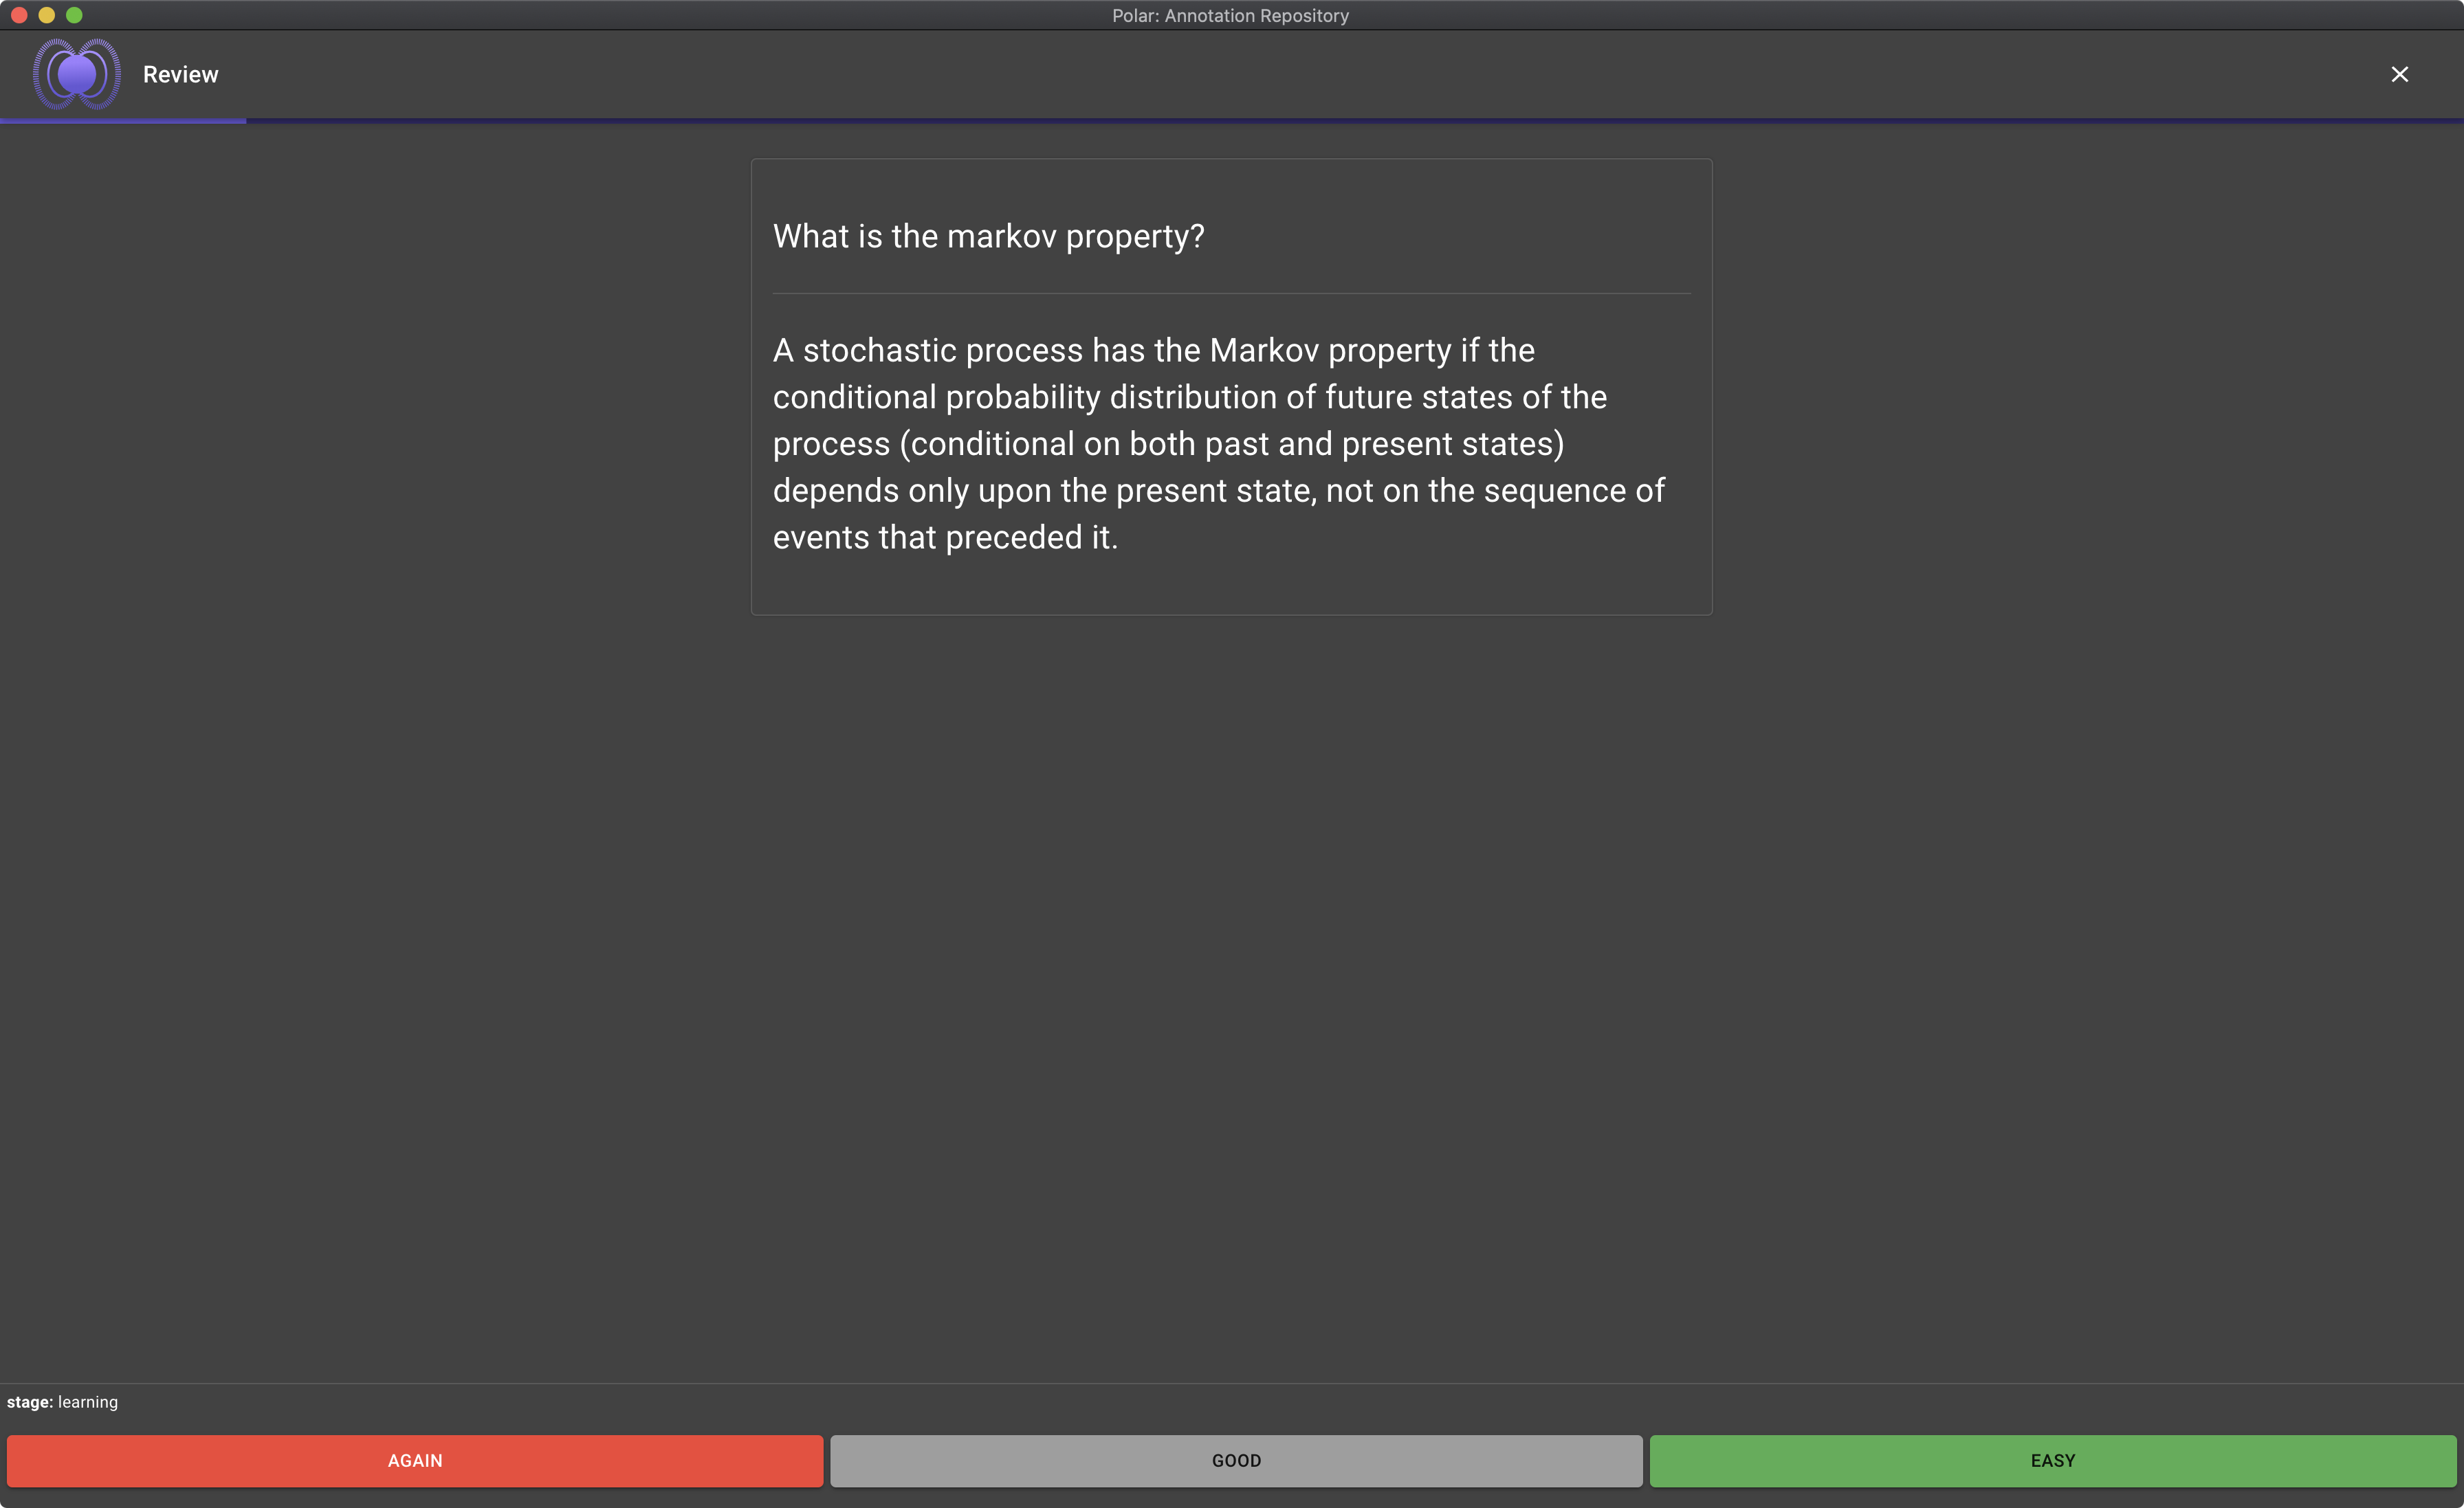 Polar: Annotation Repository
Review
What is the markov property?
A stochastic process has the Markov property if the
conditional probability distribution of future states of the
process (conditional on both past and present states)
depends only upon the present state, not on the sequence of
events that preceded it.
stage: learning
AGAIN
GOOD
EASY